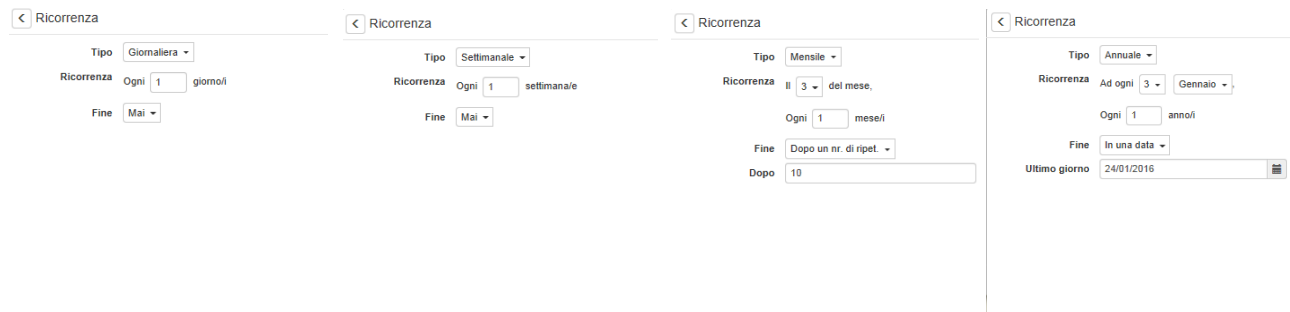 Ricorrenza
Tipo Giornaliera
Ricorrenza Ogni 1 giorno/i
Fine Mai
Ricorrenza
Tipo Settimanale
Ricorrenza Ogni 1 settimana/e
Fine Mai
Ricorrenza
Tipo Mensile
Ricorrenza Il 3 del mese,
Ogni 1 mese/i
Fine Dopo un nr. di ripet.
Dopo 10
Ricorrenza
Tipo Annuale
Ricorrenza Ad ogni 3 Gennaio ,
Ogni 1 anno/i
Fine In una data
Ultimo giorno 24/01/2016